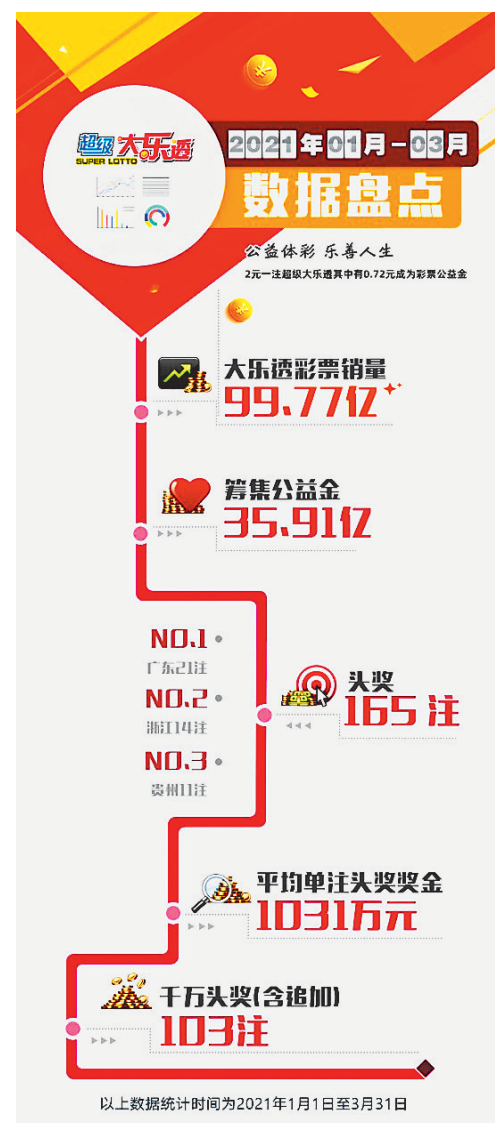 超级大乐透
SUPER LOTTO
2021年01月-03月
数据盘点
公益体彩 乐善人生
2元一注超级大乐透其中有0.72元成为彩票公益金
大乐透彩票销量
99.77亿
筹集公益金
35.91亿
NO.1
广东21注
NO.2
浙江14注
NO.3
贵州11注
头奖
165注
平均单注头奖奖金
1031万元
千万头奖(含追加)
103注
以上数据统计时间为2021年1月1日至3月31日